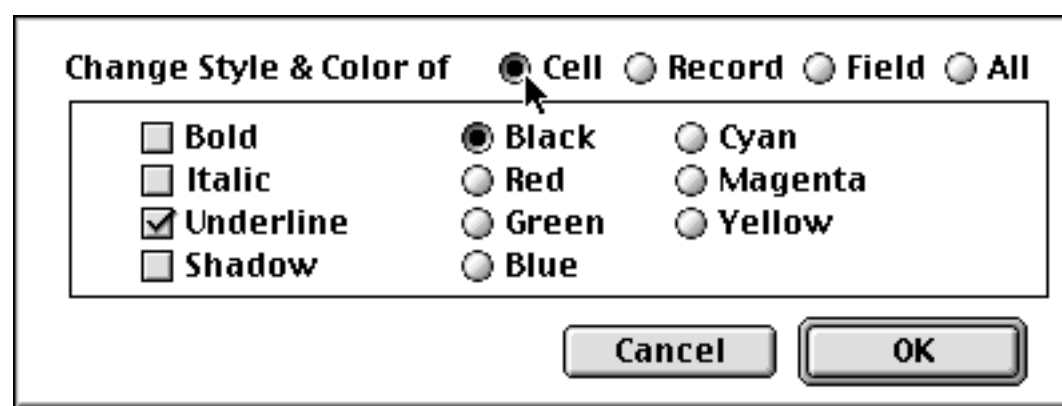 Change Style & Color of Cell Record Field All
Bold Black Cyan
Italic Red Magenta
Underline Green Yellow
Shadow Blue
Cancel OK